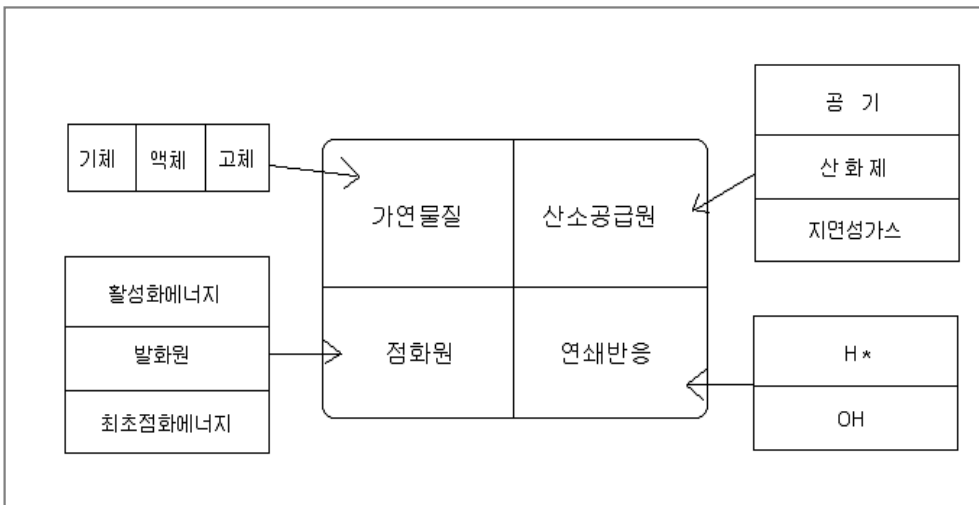 공 기
기체 액체 고체
산 화 제
가연물질 산소공급원
지연성가스
활성화에너지
발화원
점화원 연쇄반응
H *
최초점화에너지
OH